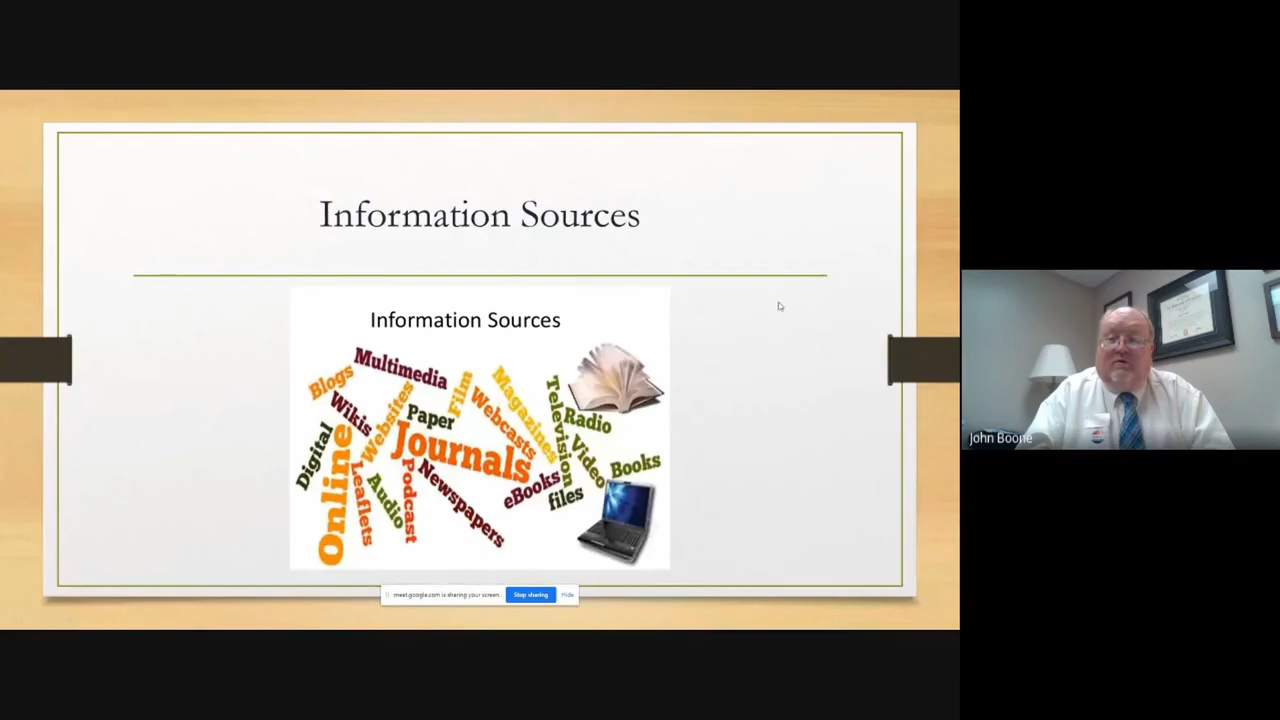 Information Sources
Information Sources
Multimedia
Blogs
Wikis
Websites
Paper
Film
Magazines
Webcasts
Television
Radio
Journals
Video
Books
Digital
Online
Leaflets
Audio
Podcast
Newspapers
eBooks
files
meet.google.com is sharing your screen.
Stop sharing
Hide
John Boone